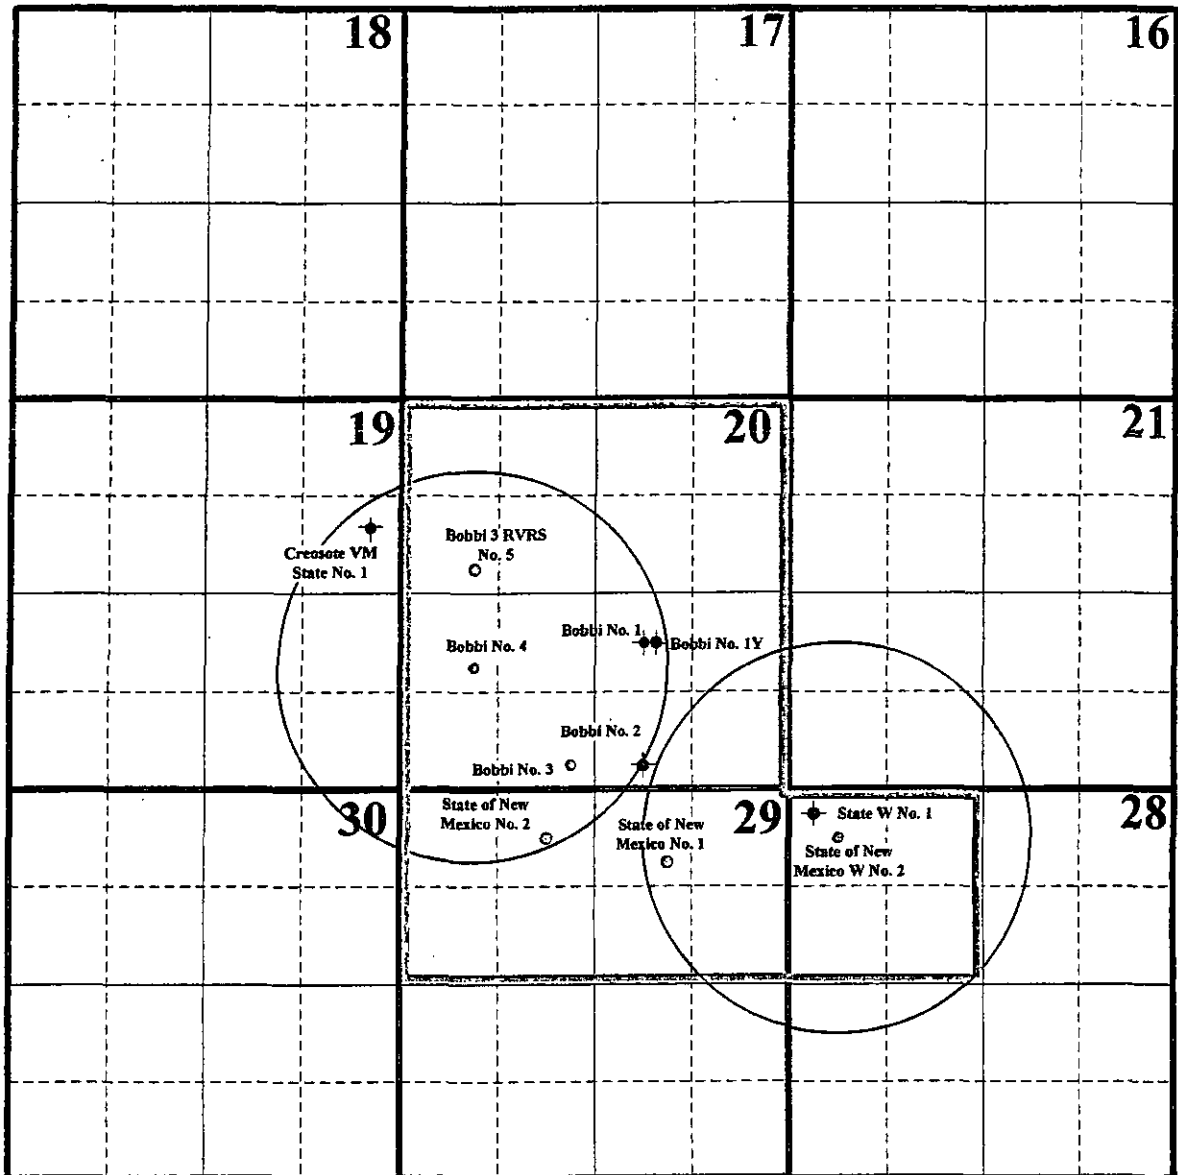 18
17
16
19
20
21
Creosote VM
State No. 1
Bobbi 3 RVRS
No. 5
Bobbi No. 1
Bobbi No. 1Y
Bobbi No. 4
Bobbi No. 2
Bobbi No. 3
30
29
28
State of New
Mexico No. 2
State of New
Mexico No. 1
State W No. 1
State of New
Mexico W No. 2